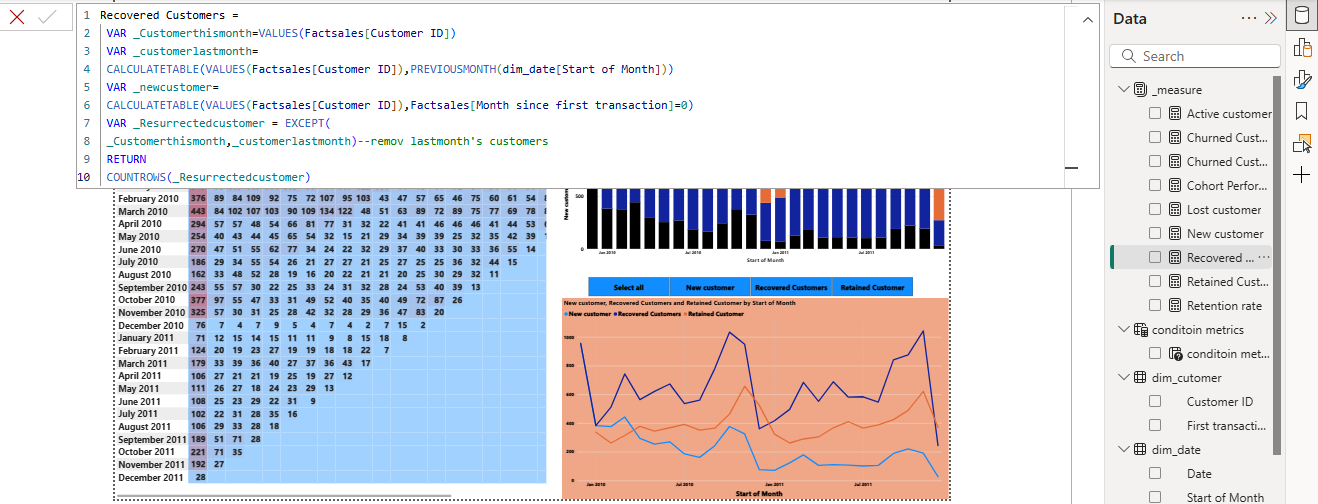 1 Recovered Customers =
2 VAR _Customerthismonth=VALUES(Factsales[Customer ID])
3 VAR _customerlastmonth=
4 CALCULATETABLE(VALUES(Factsales[Customer ID]),PREVIOUSMONTH(dim_date[Start of Month]))
5 VAR _newcustomer=
6 CALCULATETABLE(VALUES(Factsales[Customer ID]),Factsales[Month since first transaction]=0)
7 VAR _Resurrectedcustomer = EXCEPT(
8 _Customerthismonth,_customerlastmonth)--remov lastmonth's customers
9 RETURN
10 COUNTROWS(_Resurrectedcustomer)
February 2010 376 89 84 109 92 75 72 107 95 103 43 47 57 65 46 75 60 61 54
March 2010 443 84 102 107 103 90 109 134 122 48 51 63 89 72 89 75 77 69 78
April 2010 294 57 57 48 54 66 81 77 31 32 22 41 41 46 46 46 41 44 53
May 2010 254 40 43 44 45 65 54 32 15 21 29 34 39 39 25 32 35 42 39
June 2010 270 47 51 55 62 77 34 24 22 32 29 37 40 33 30 33 36 55 14
July 2010 186 29 34 55 54 26 21 27 27 21 25 27 25 25 36 32 44 15
August 2010 162 33 48 52 28 19 16 20 22 21 21 20 25 30 29 32 11
September 2010 243 55 57 30 22 25 33 24 31 32 28 24 53 40 39 13
October 2010 377 97 55 47 33 31 49 52 40 35 40 49 72 87 26
November 2010 325 57 30 31 25 28 42 32 28 29 36 47 83 20
December 2010 76 7 4 7 9 5 4 7 4 2 7 15 2
January 2011 71 12 15 14 15 11 11 9 8 15 18 8
February 2011 124 20 19 23 27 19 19 18 18 22 7
March 2011 179 33 39 36 40 27 37 36 43 17
April 2011 106 27 21 21 19 25 19 27 12
May 2011 111 26 27 18 24 23 29 13
June 2011 108 25 23 29 22 31 9
July 2011 102 22 31 28 35 16
August 2011 106 29 33 28 18
September 2011 189 51 71 28
October 2011 221 71 35
November 2011 192 27
December 2011 28
New custome
500
0
Jan 2010 Jul 2010 Jan 2011 Jul 2011
Start of Month
Select all New customer Recovered Customers Retained Customer
New customer, Recovered Customers and Retained Customer by Start of Month
New customer Recovered Customers Retained Customer
1000
800
600
400
200
0
Jan 2010 Jul 2010 Jan 2011 Jul 2011
Start of Month
Data
Search
_measure
Active customer
Churned Cust...
Churned Cust...
Cohort Perfor...
Lost customer
New customer
Recovered ...
Retained Cust...
Retention rate
conditoin metrics
conditoin met...
dim_cutomer
Customer ID
First transacti...
dim_date
Date
Start of Month